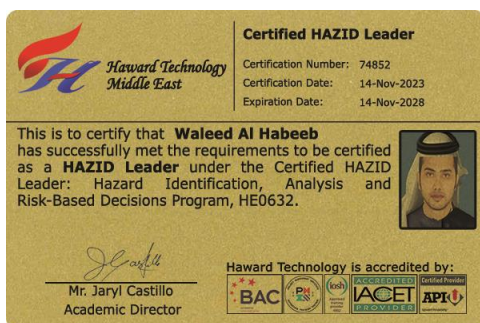 Haward Technology
Middle East
Certified HAZID Leader
Certification Number: 74852
Certification Date: 14-Nov-2023
Expiration Date: 14-Nov-2028
This is to certify that Waleed Al Habeeb
has successfully met the requirements to be certified
as a HAZID Leader under the Certified HAZID
Leader: Hazard Identification, Analysis and
Risk-Based Decisions Program, HE0632.
Mr. Jaryl Castillo
Academic Director
Haward Technology is accredited by:
BAC
iosh
ACCREDITED
IACET
PROVIDER
Certified Provider
API